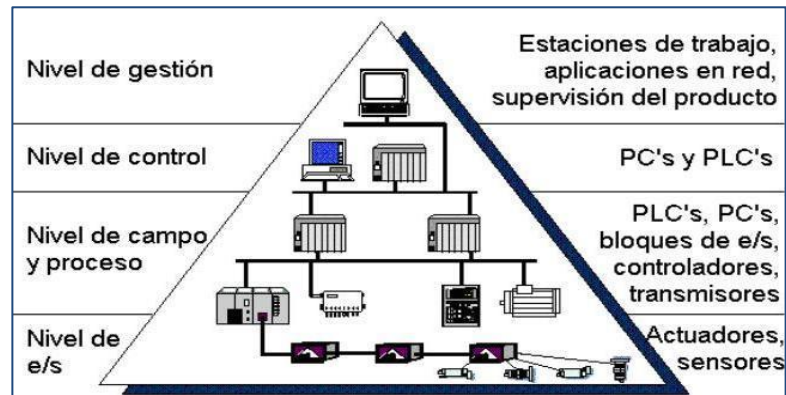 Nivel de gestión
Estaciones de trabajo,
aplicaciones en red,
supervisión del producto
Nivel de control
PC's y PLC's
Nivel de campo
y proceso
PLC's, PC's,
bloques de e/s,
controladores,
transmisores
Nivel de
e/s
Actuadores,
sensores